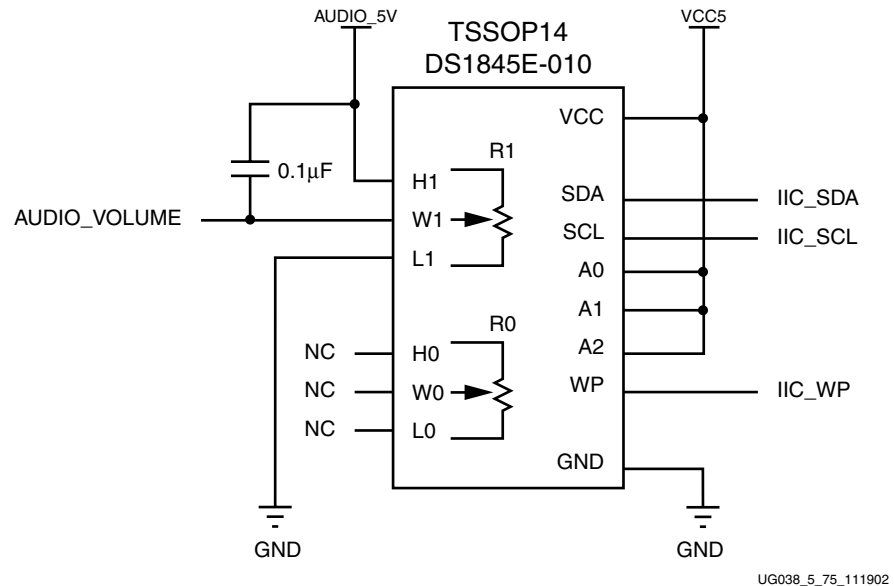 AUDIO_5V
VCC5
TSSOP14
DS1845E-010
VCC
R1
0.1μF
H1
SDA
IIC_SDA
AUDIO_VOLUME
W1
SCL
IIC_SCL
L1
A0
A1
R0
NC
H0
A2
NC
W0
WP
IIC_WP
NC
L0
GND
GND
GND
UG038_5_75_111902